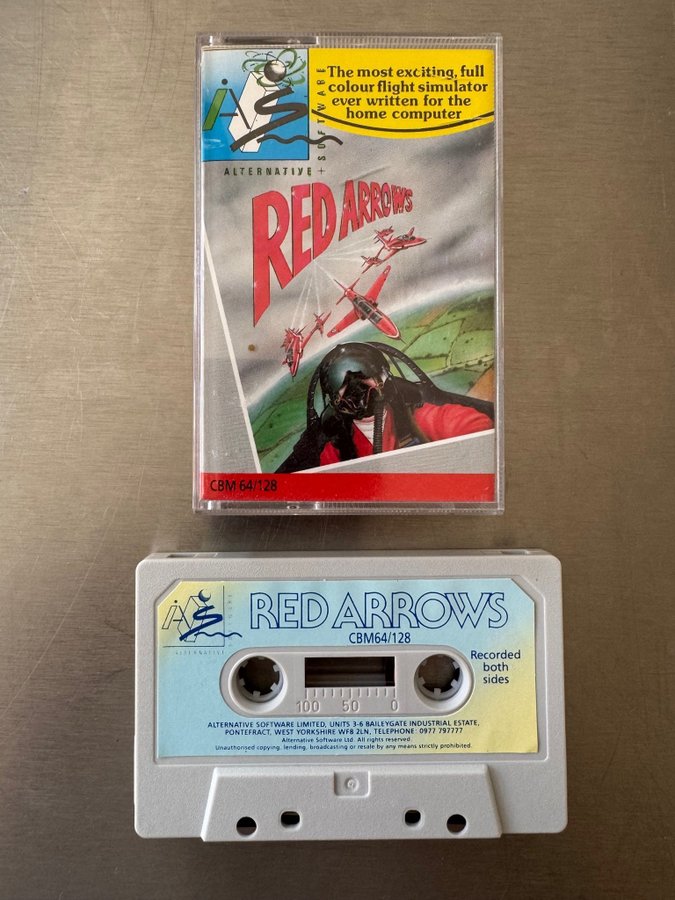 The most exciting, full
colour flight simulator
ever written for the
home computer
SOFTWARE
ALTERNATIVE +
RED ARROWS
CBM 64/128
RED ARROWS
CBM64/128
ALTERNATIVE
Recorded
both
sides
100 50 0
ALTERNATIVE SOFTWARE LIMITED, UNITS 3-6 BAILEYGATE INDUSTRIAL ESTATE,
PONTEFRACT, WEST YORKSHIRE WF8 2LN, TELEPHONE: 0977 797777
Alternative Software Ltd. All rights reserved.
Unauthorised copying, lending, broadcasting or resale by any means strictly prohibited.